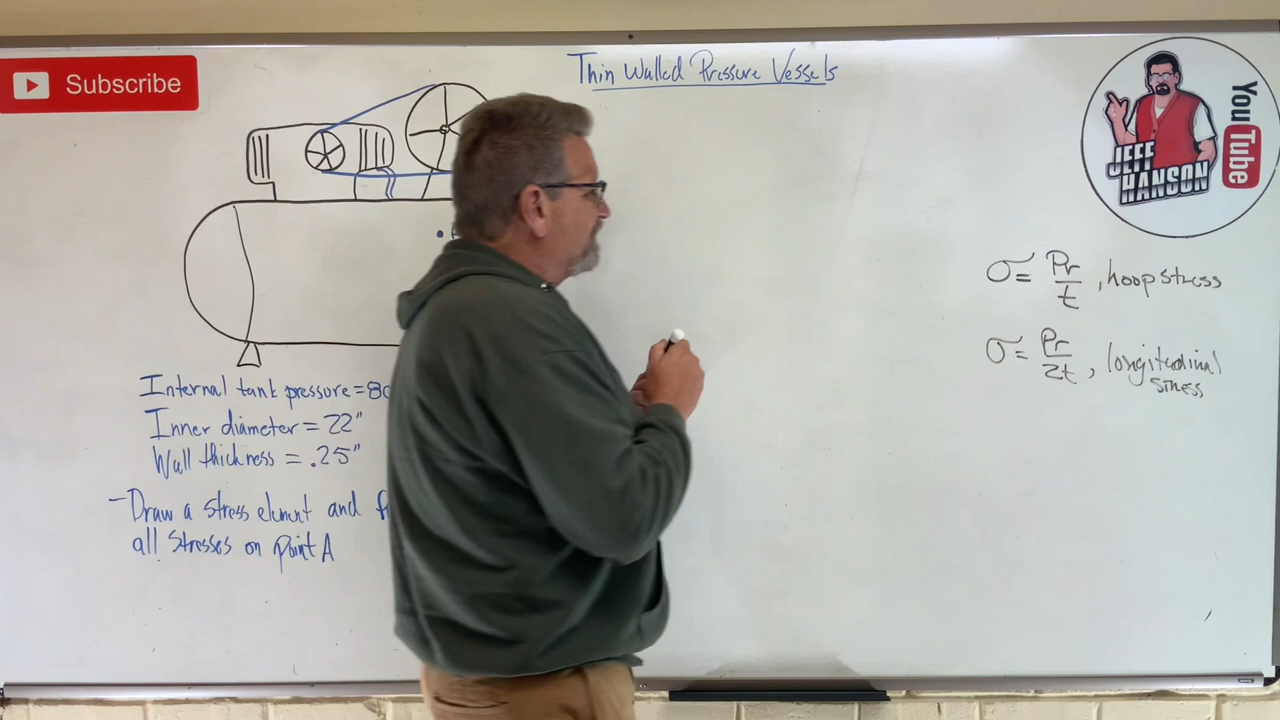 Thin Walled Pressure Vessels
Subscribe
YouTube
JEFF
HANSON
σ = Pr/t , hoop stress
σ = Pr/2t , longitudinal
stress
Internal tank pressure = 80
Inner diameter = 22"
Wall thickness = .25"
- Draw a stress element and
all stresses on point A